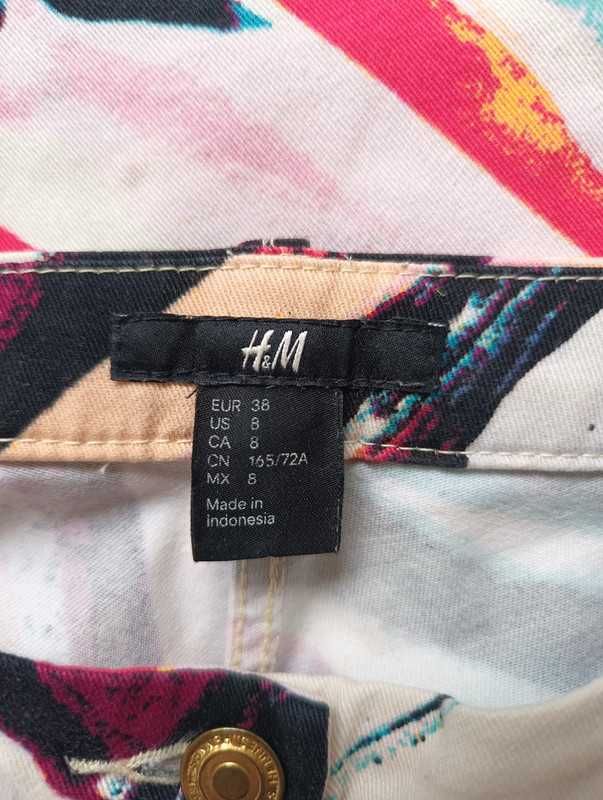 H&M
EUR 38
US 8
CA 8
CN 165/72A
MX 8
Made in
Indonesia